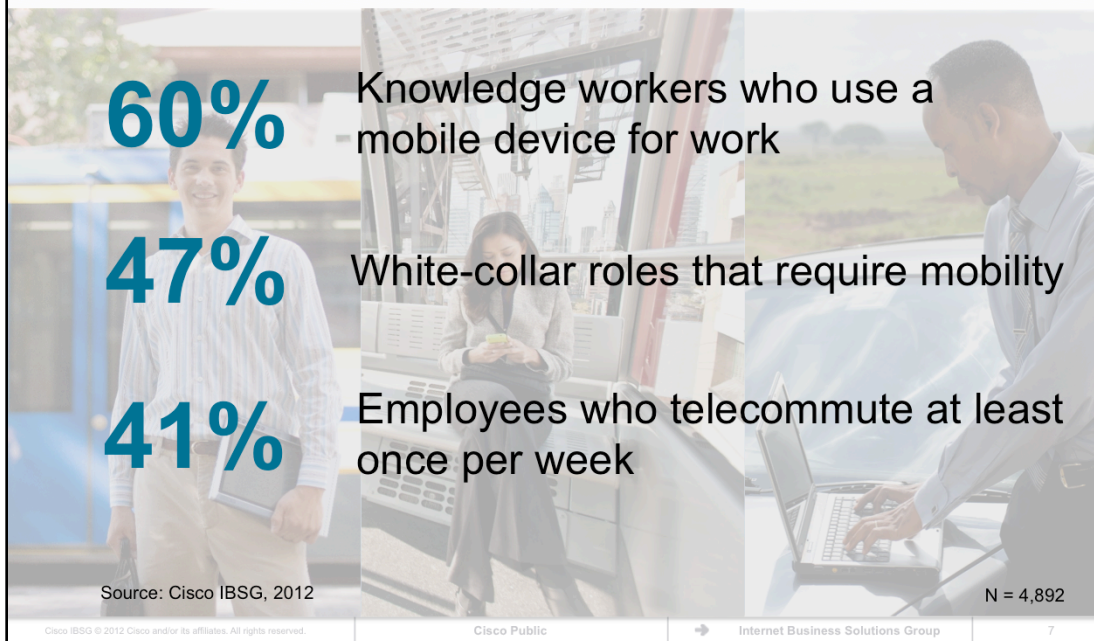 60%
Knowledge workers who use a
mobile device for work
47%
White-collar roles that require mobility
41%
Employees who telecommute at least
once per week
Source: Cisco IBSG, 2012
N = 4,892
Cisco IBSG © 2012 Cisco and/or its affiliates. All rights reserved.
Cisco Public
➔ Internet Business Solutions Group
7